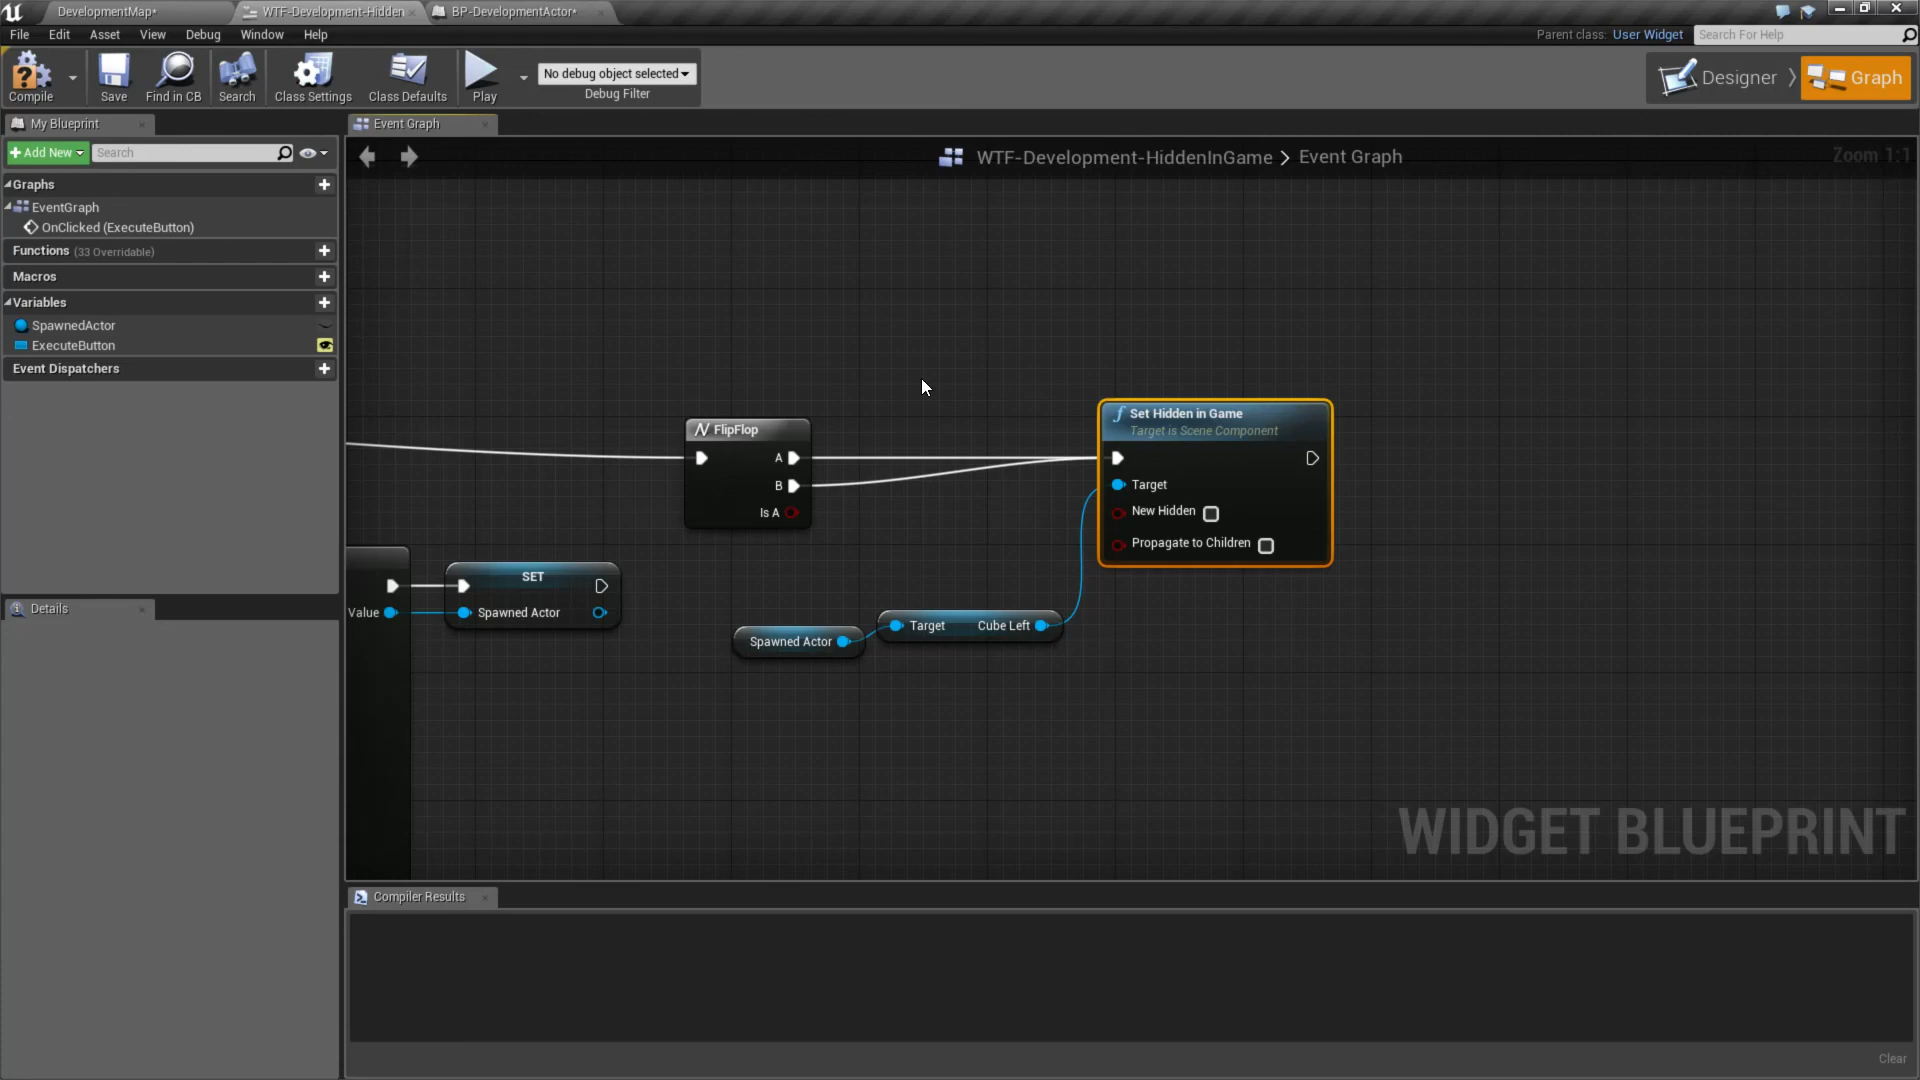 DevelopmentMap*
WTF-Development-Hidden
BP-DevelopmentActor*
File Edit Asset View Debug Window Help
Parent class: User Widget
Search For Help
Compile
Save
Find in CB
Search
Class Settings
Class Defaults
Play
No debug object selected
Debug Filter
Designer
Graph
My Blueprint
Event Graph
Add New
Search
WTF-Development-HiddenInGame > Event Graph
Zoom 1:1
Graphs
EventGraph
OnClicked (ExecuteButton)
Functions (33 Overridable)
Macros
Variables
SpawnedActor
ExecuteButton
Event Dispatchers
Details
FlipFlop
A
B
Is A
Set Hidden in Game
Target is Scene Component
Target
New Hidden
Propagate to Children
SET
Value
Spawned Actor
Spawned Actor
Target Cube Left
WIDGET BLUEPRINT
Compiler Results
Clear